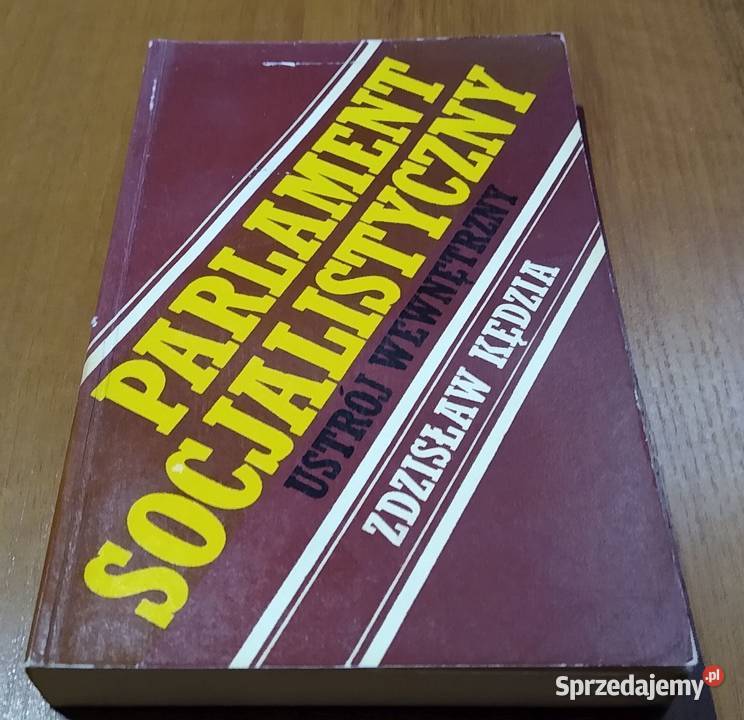 PARLAMENT
SOCJALISTYCZNY
USTRÓJ WEWNĘTRZNY
ZDZISŁAW KĘDZIA
Sprzedajemy.pl